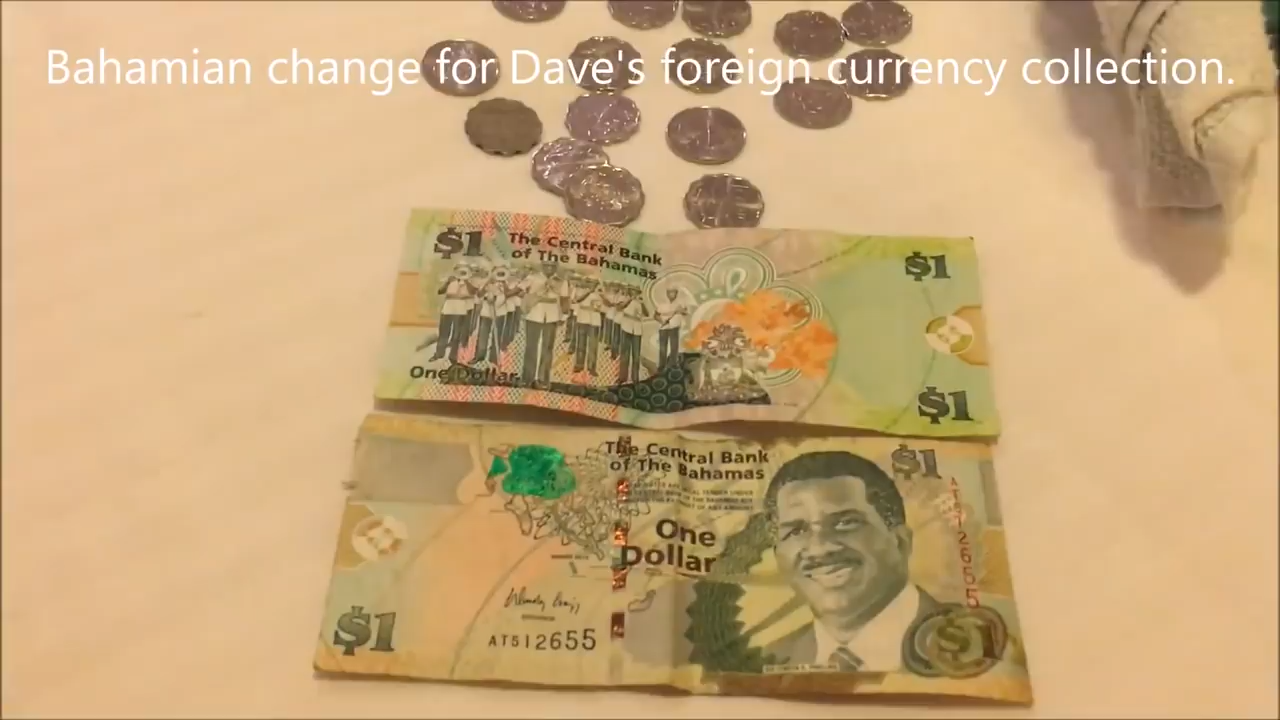 Bahamian change for Dave's foreign currency collection.
$1
The Central Bank
of The Bahamas
$1
One Dollar
$1
The Central Bank
of The Bahamas
$1
One
Dollar
AT512655
$1
AT512655
$1